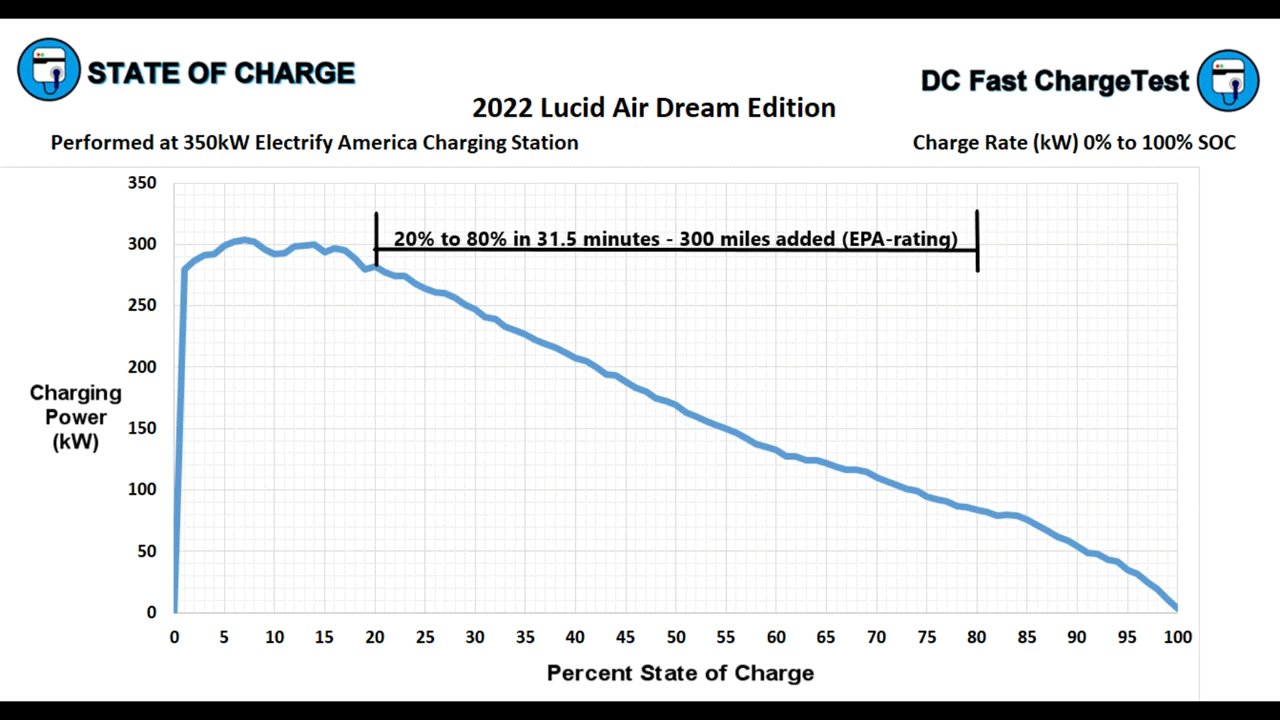 STATE OF CHARGE
DC Fast ChargeTest
2022 Lucid Air Dream Edition
Performed at 350kW Electrify America Charging Station
Charge Rate (kW) 0% to 100% SOC
350
300
250
200
150
100
50
0
20% to 80% in 31.5 minutes - 300 miles added (EPA-rating)
Charging
Power
(kW)
0 5 10 15 20 25 30 35 40 45 50 55 60 65 70 75 80 85 90 95 100
Percent State of Charge